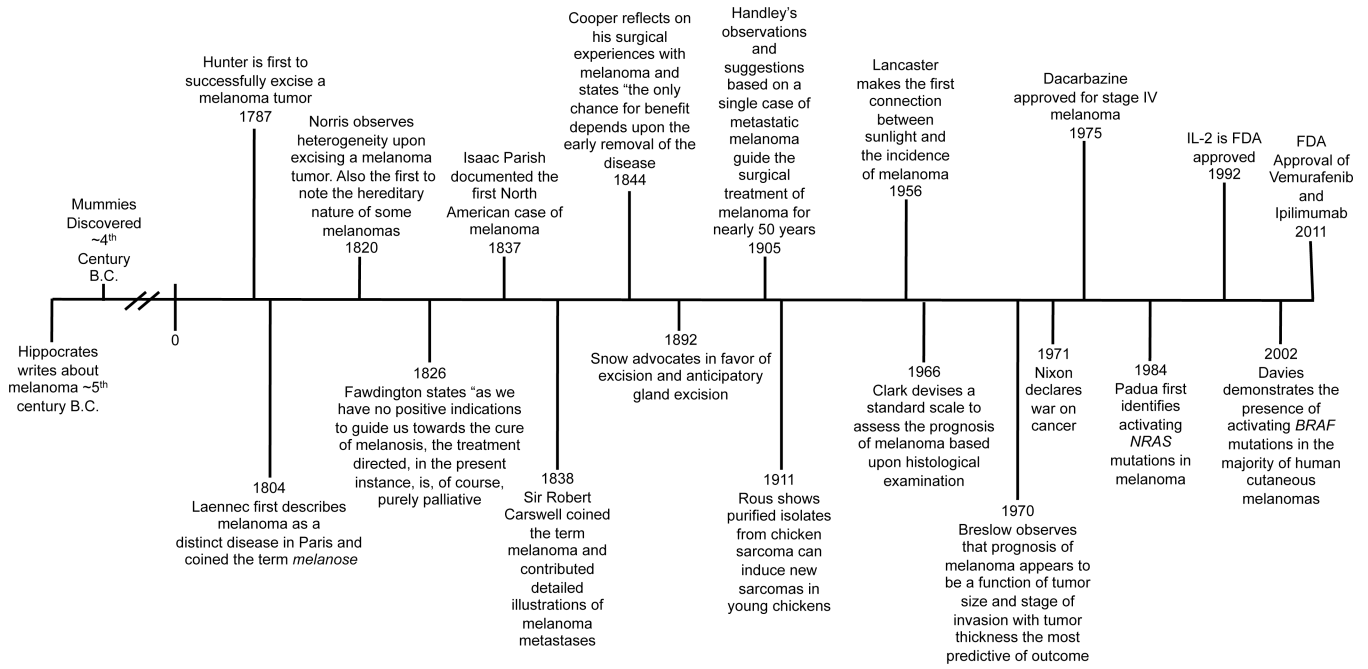 Hippocrates
writes about
melanoma ~5th
century B.C.
Mummies
Discovered
~4th
Century
B.C.
0
Hunter is first to
successfully excise a
melanoma tumor
1787
1804
Laennec first describes
melanoma as a
distinct disease in Paris and
coined the term melanose
Norris observes
heterogeneity upon
excising a melanoma
tumor. Also the first to
note the hereditary
nature of some
melanomas
1820
1826
Fawdington states “as we
have no positive indications
to guide us towards the cure
of melanosis, the treatment
directed, in the present
instance, is, of course,
purely palliative
Isaac Parish
documented the
first North
American case of
melanoma
1837
1838
Sir Robert
Carswell coined
the term
melanoma and
contributed
detailed
illustrations of
melanoma
metastases
Cooper reflects on
his surgical
experiences with
melanoma and
states “the only
chance for benefit
depends upon the
early removal of the
disease
1844
1892
Snow advocates in favor of
excision and anticipatory
gland excision
Handley’s
observations
and
suggestions
based on a
single case of
metastatic
melanoma
guide the
surgical
treatment of
melanoma for
nearly 50 years
1905
1911
Rous shows
purified isolates
from chicken
sarcoma can
induce new
sarcomas in
young chickens
Lancaster
makes the first
connection
between
sunlight and
the incidence
of melanoma
1956
1966
Clark devises a
standard scale to
assess the prognosis
of melanoma based
upon histological
examination
1970
Breslow observes
that prognosis of
melanoma appears to
be a function of tumor
size and stage of
invasion with tumor
thickness the most
predictive of outcome
1971
Nixon
declares
war on
cancer
Dacarbazine
approved for stage IV
melanoma
1975
1984
Padua first
identifies
activating
NRAS
mutations in
melanoma
IL-2 is FDA
approved
1992
2002
Davies
demonstrates the
presence of
activating BRAF
mutations in the
majority of human
cutaneous
melanomas
FDA
Approval of
Vemurafenib
and
Ipilimumab
2011